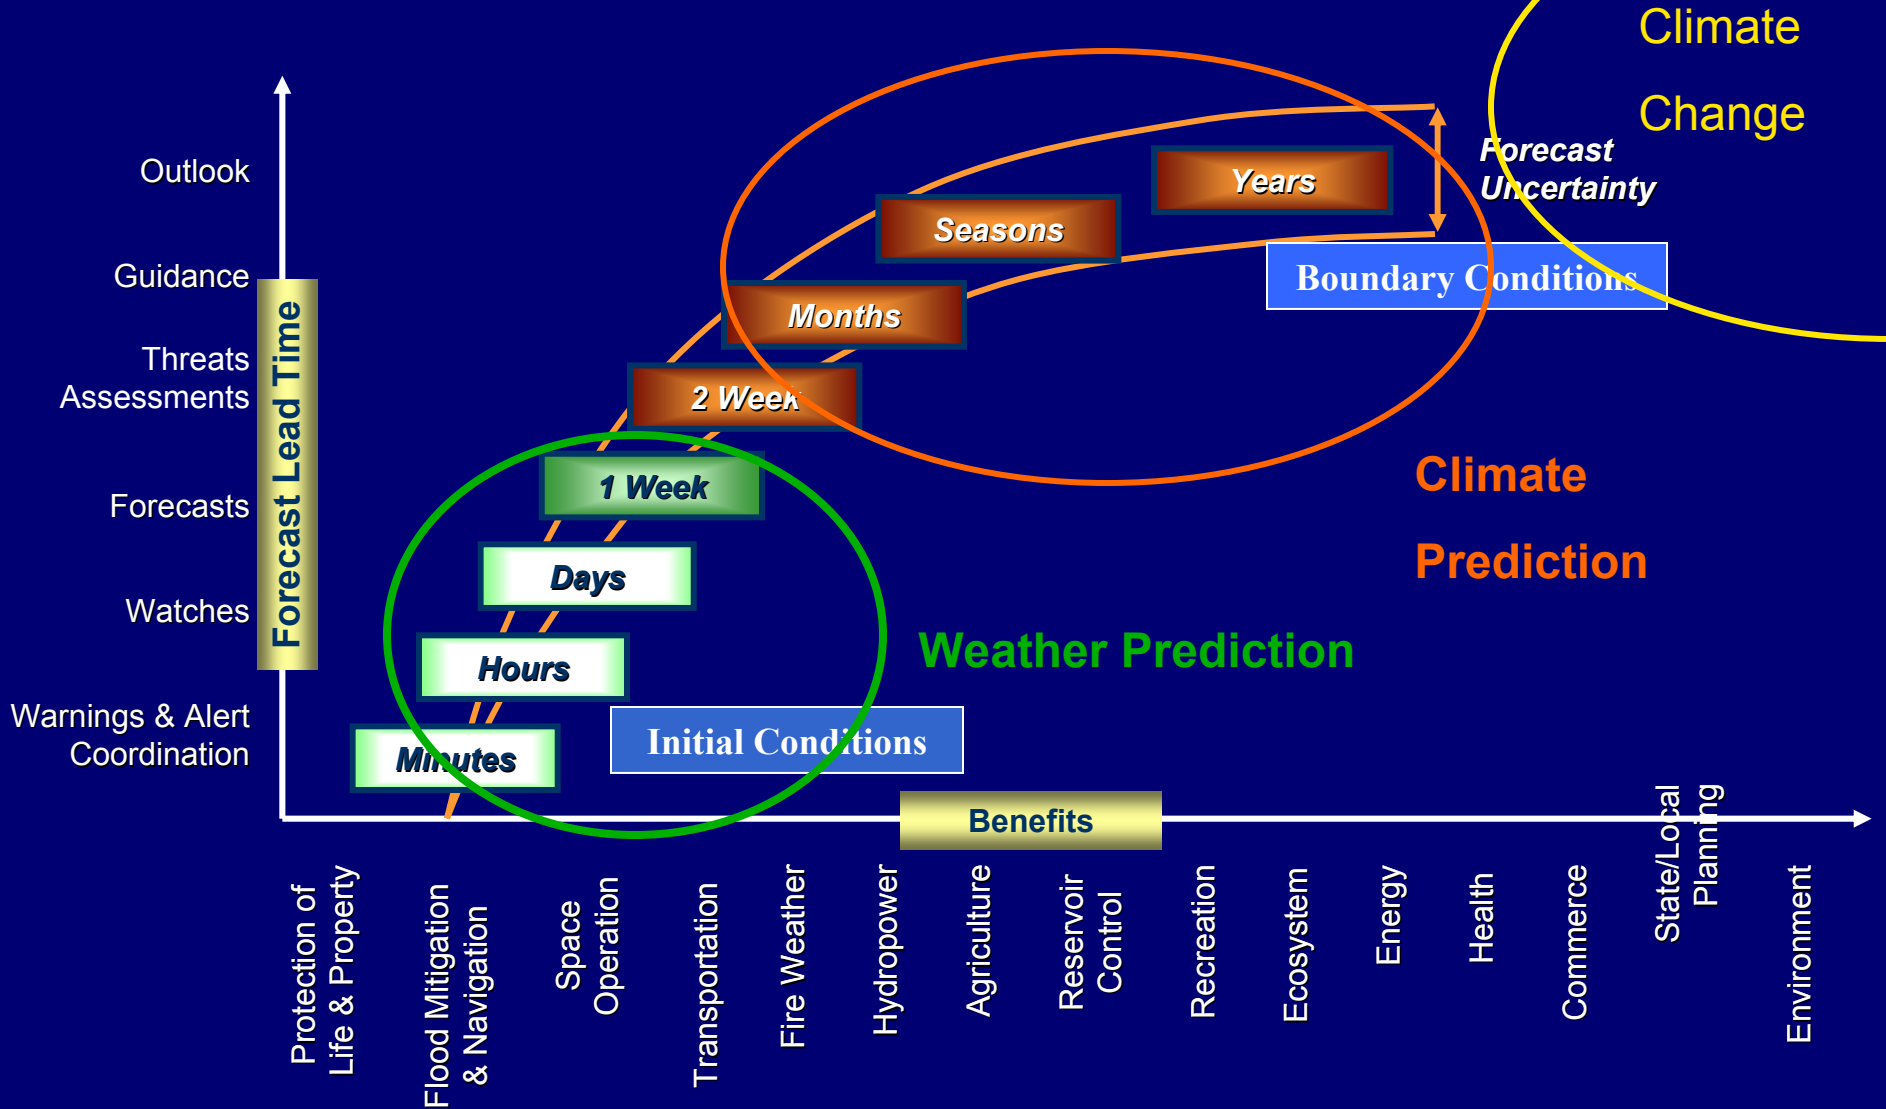 Climate
Change
Outlook
Guidance
Threats
Assessments
Forecasts
Watches
Warnings & Alert
Coordination
Forecast Lead Time
Years
Seasons
Months
2 Week
1 Week
Days
Hours
Minutes
Forecast
Uncertainty
Boundary Conditions
Climate
Prediction
Weather Prediction
Initial Conditions
Benefits
Protection of
Life & Property
Flood Mitigation
& Navigation
Space
Operation
Transportation
Fire Weather
Hydropower
Agriculture
Reservoir
Control
Recreation
Ecosystem
Energy
Health
Commerce
State/Local
Planning
Environment